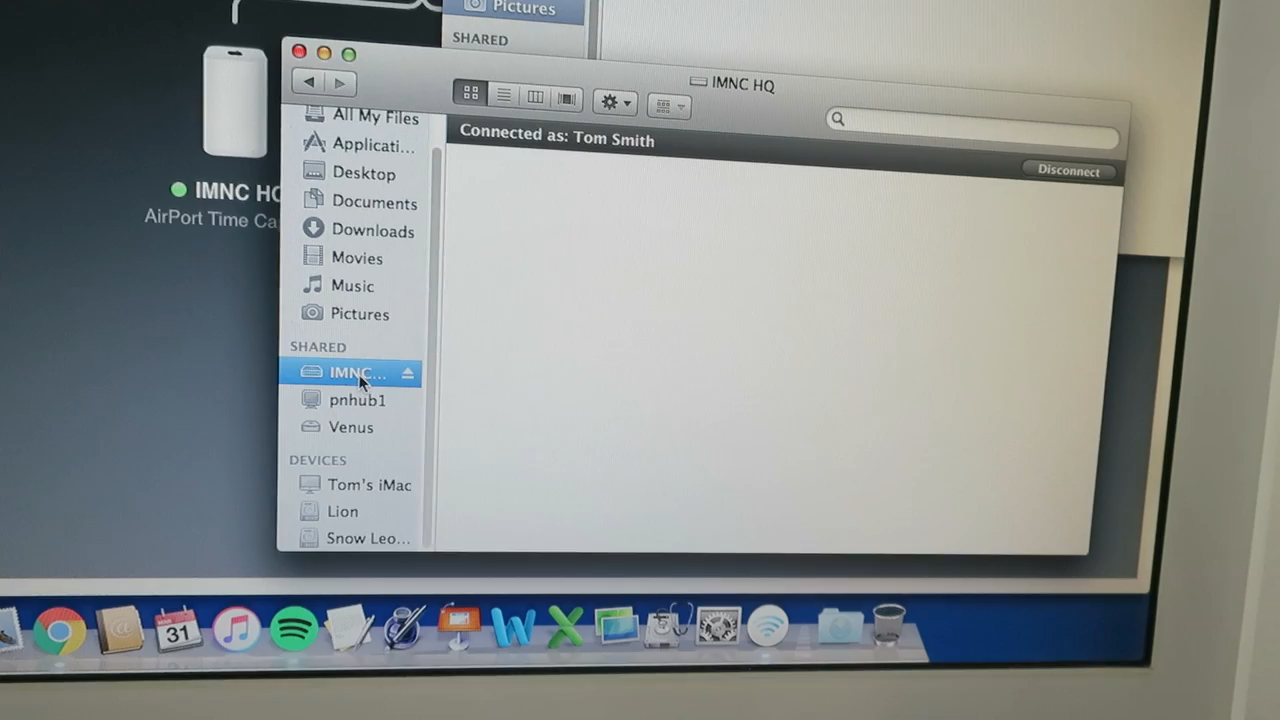 Pictures
SHARED
IMNC HQ
Connected as: Tom Smith
Disconnect
All My Files
Applicati...
Desktop
Documents
Downloads
Movies
Music
Pictures
SHARED
IMNC...
pnhub1
Venus
DEVICES
Tom's iMac
Lion
Snow Leo...
IMNC HQ
AirPort Time Ca
31
W
X